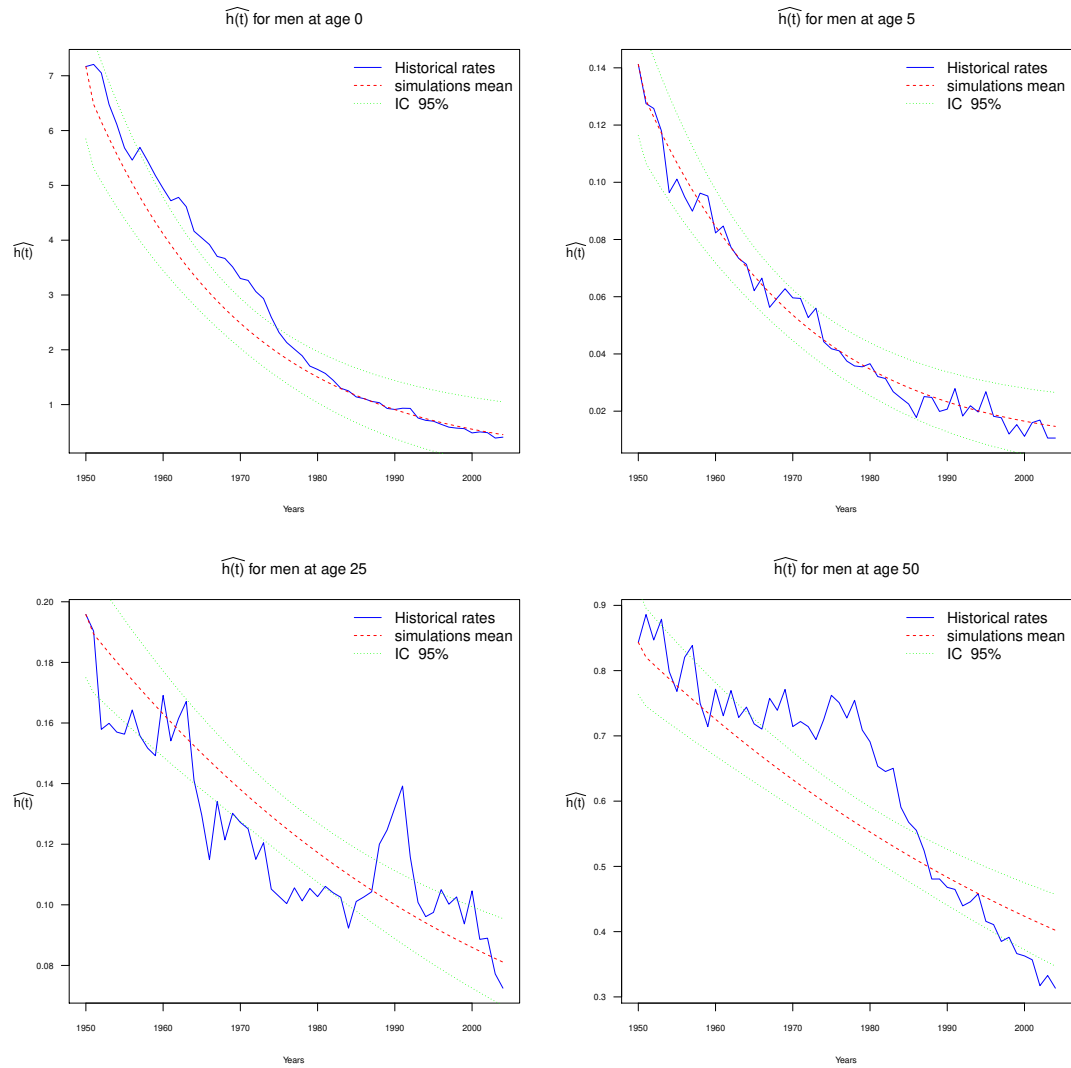 h(t) for men at age 0
Historical rates
simulations mean
IC 95%
7
6
5
4
3
2
1
h(t)
1950 1960 1970 1980 1990 2000
Years
h(t) for men at age 5
Historical rates
simulations mean
IC 95%
0.14
0.12
0.10
0.08
0.06
0.04
0.02
h(t)
1950 1960 1970 1980 1990 2000
Years
h(t) for men at age 25
Historical rates
simulations mean
IC 95%
0.20
0.18
0.16
0.14
0.12
0.10
0.08
h(t)
1950 1960 1970 1980 1990 2000
Years
h(t) for men at age 50
Historical rates
simulations mean
IC 95%
0.9
0.8
0.7
0.6
0.5
0.4
0.3
h(t)
1950 1960 1970 1980 1990 2000
Years